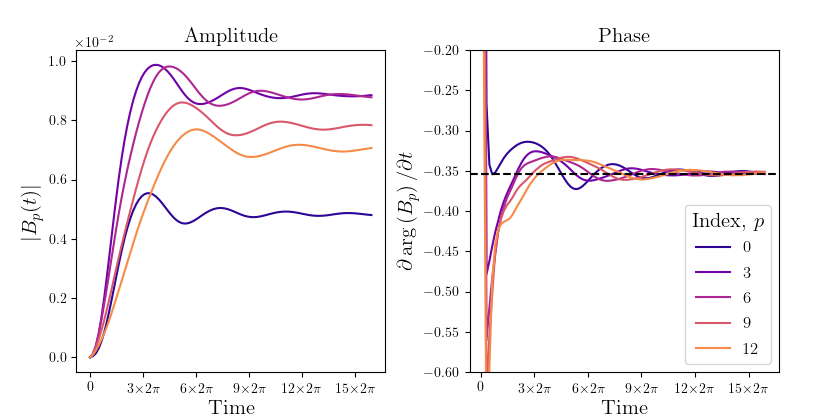 Amplitude
×10⁻²
1.0
0.8
0.6
0.4
0.2
0.0
|Bₚ(t)|
0 3×2π 6×2π 9×2π 12×2π 15×2π
Time
Phase
−0.20
−0.25
−0.30
−0.35
−0.40
−0.45
−0.50
−0.55
−0.60
∂ arg (Bₚ) /∂t
Index, p
0
3
6
9
12
0 3×2π 6×2π 9×2π 12×2π 15×2π
Time